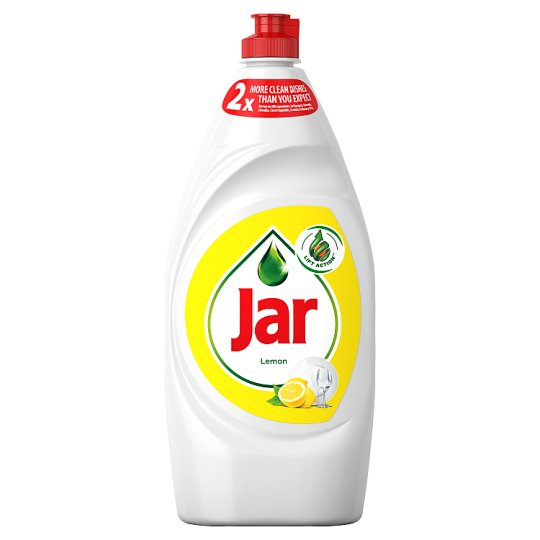 2x
MORE CLEAN DISHES
THAN YOU EXPECT
LIFT ACTION
Jar
Lemon